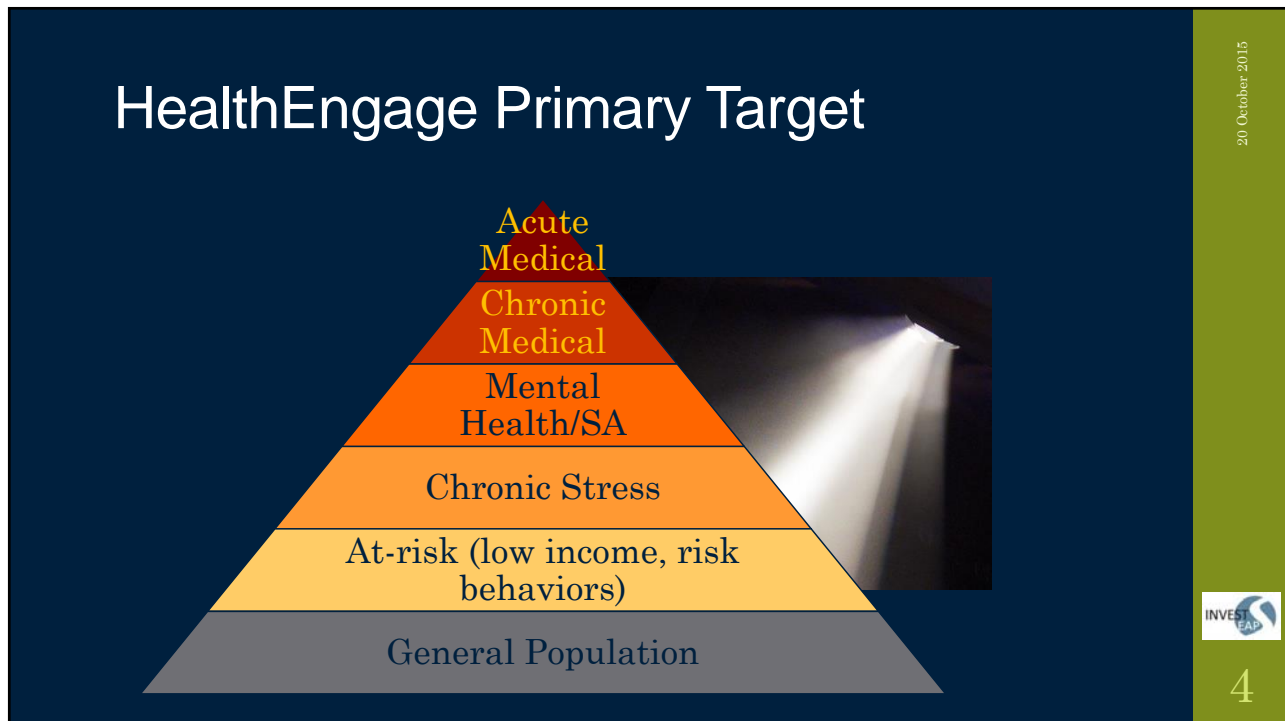 HealthEngage Primary Target
Acute
Medical
Chronic
Medical
Mental
Health/SA
Chronic Stress
At-risk (low income, risk
behaviors)
General Population
20 October 2015
INVEST
EAP
4